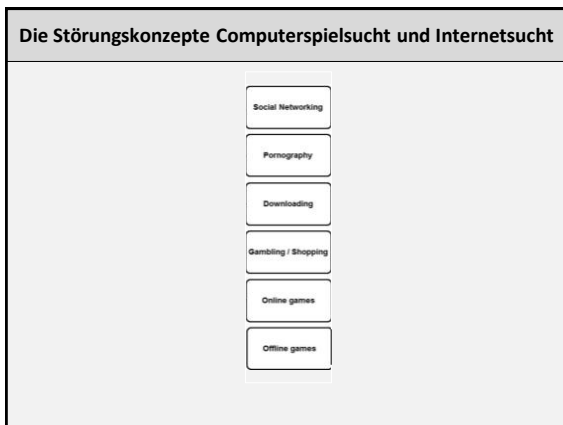 Die Störungskonzepte Computerspielsucht und Internetsucht
Social Networking
Pornography
Downloading
Gambling / Shopping
Online games
Offline games